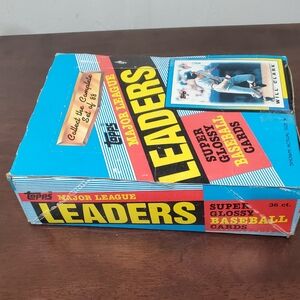 Collect the Complete
Set of 88
TOPPS
MAJOR LEAGUE
LEADERS
SUPER
GLOSSY
BASEBALL
CARDS
WILL CLARK
TOPPS
MAJOR LEAGUE
LEADERS
SUPER
GLOSSY
BASEBALL
CARDS
36 ct.